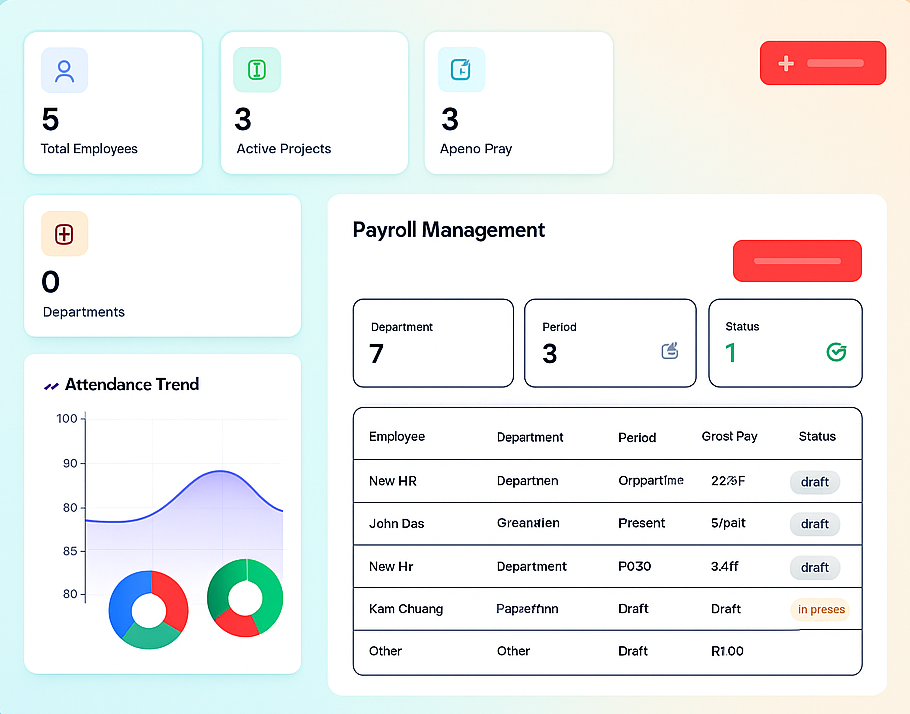 5
Total Employees
3
Active Projects
3
Apeno Pray
0
Departments
Attendance Trend
100
90
80
85
80
Payroll Management
Department
7
Period
3
Status
1
Employee Department Period Grost Pay Status
New HR Departnen Orppartime draft
John Das Present 5/pait draft
New Hr Department P030 3.4ff draft
Kam Chuang Draft Draft in preses
Other Other Draft R1.00